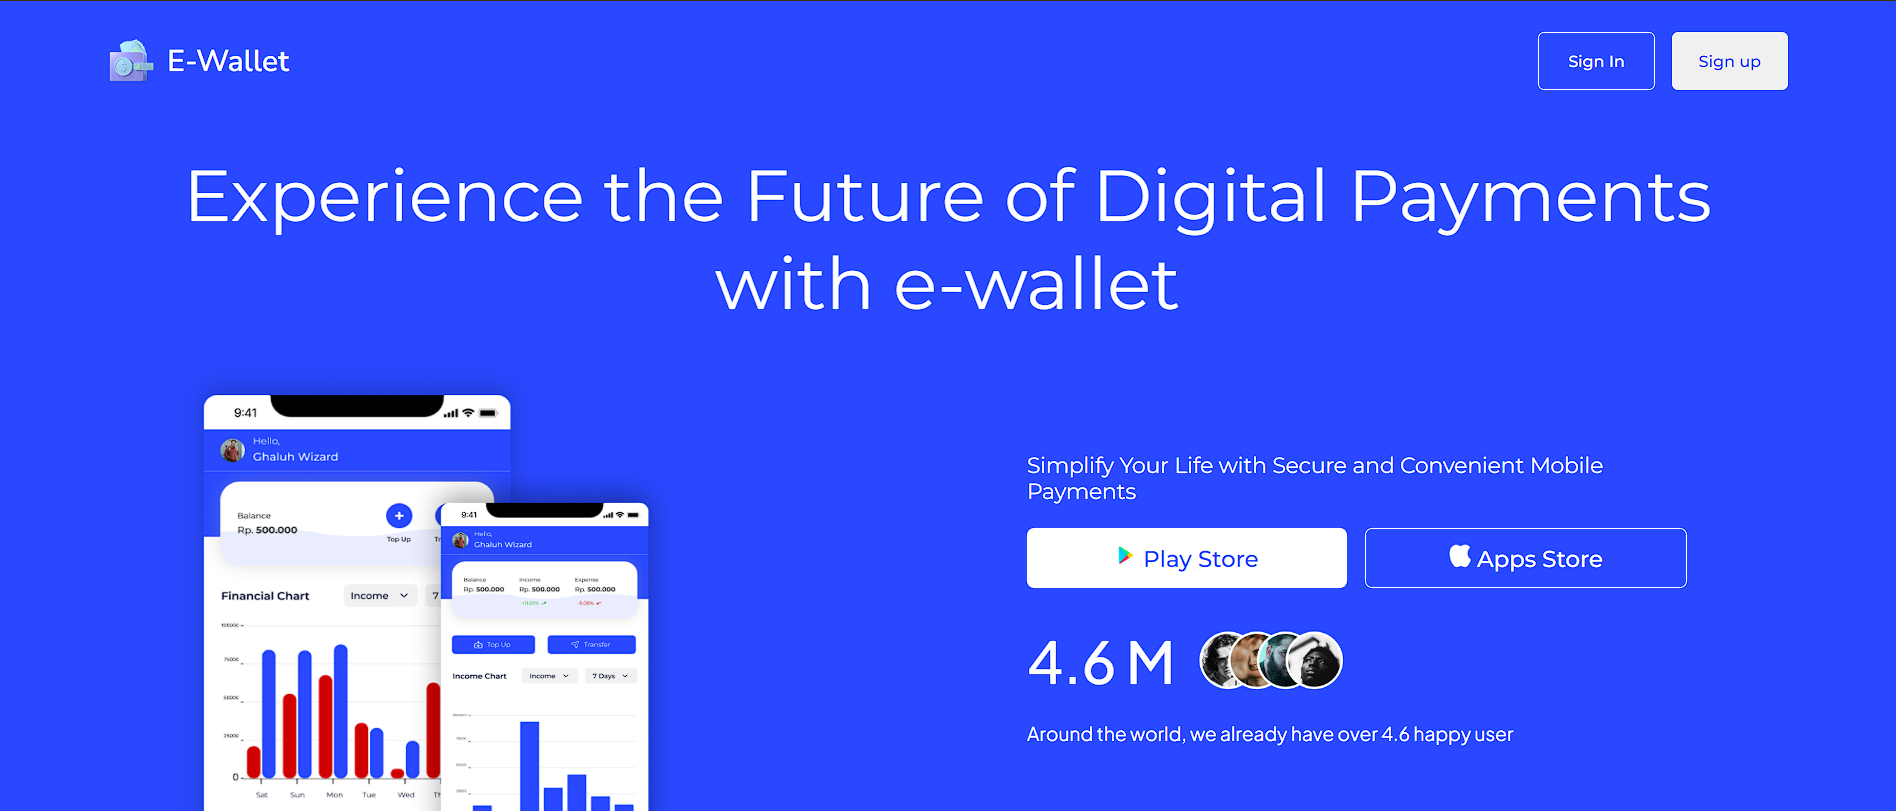 E-Wallet
Sign In
Sign up
Experience the Future of Digital Payments
with e-wallet
9:41
Hello,
Ghaluh Wizard
Balance
Rp. 500.000
Top Up
Financial Chart
Income
7
100000
75000
50000
25000
0
Sat
Sun
Mon
Tue
Wed
9:41
Hello,
Ghaluh Wizard
Balance
Income
Expense
Rp. 500.000
Rp. 500.000
Rp. 500.000
Top Up
Transfer
Income Chart
Income
7 Days
Simplify Your Life with Secure and Convenient Mobile
Payments
Play Store
Apps Store
4.6 M
Around the world, we already have over 4.6 happy user